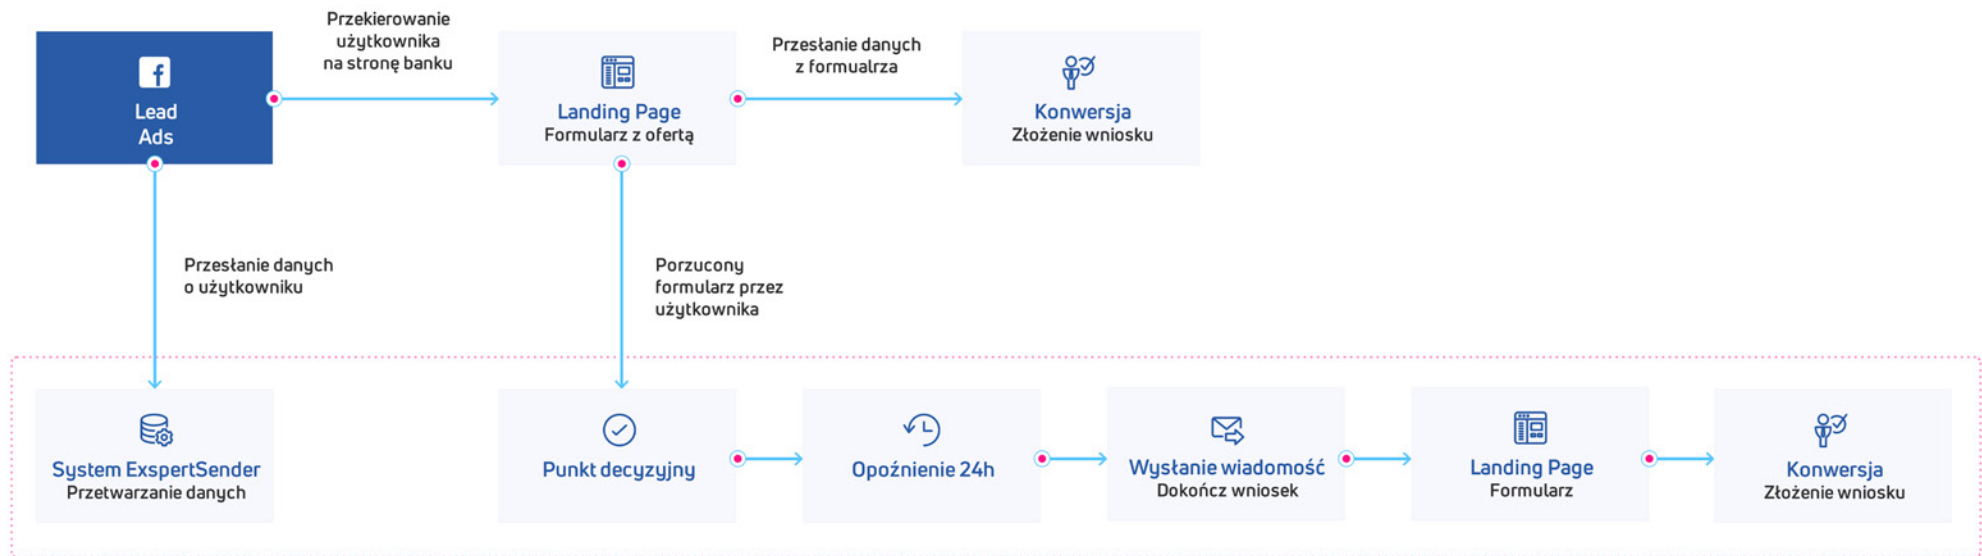 Przekierowanie
użytkownika
na stronę banku
Przesłanie danych
z formualrza
Lead
Ads
Landing Page
Formularz z ofertą
Konwersja
Złożenie wniosku
Przesłanie danych
o użytkowniku
Porzucony
formularz przez
użytkownika
System ExspertSender
Przetwarzanie danych
Punkt decyzyjny
Opoźnienie 24h
Wysłanie wiadomość
Dokończ wniosek
Landing Page
Formularz
Konwersja
Złożenie wniosku